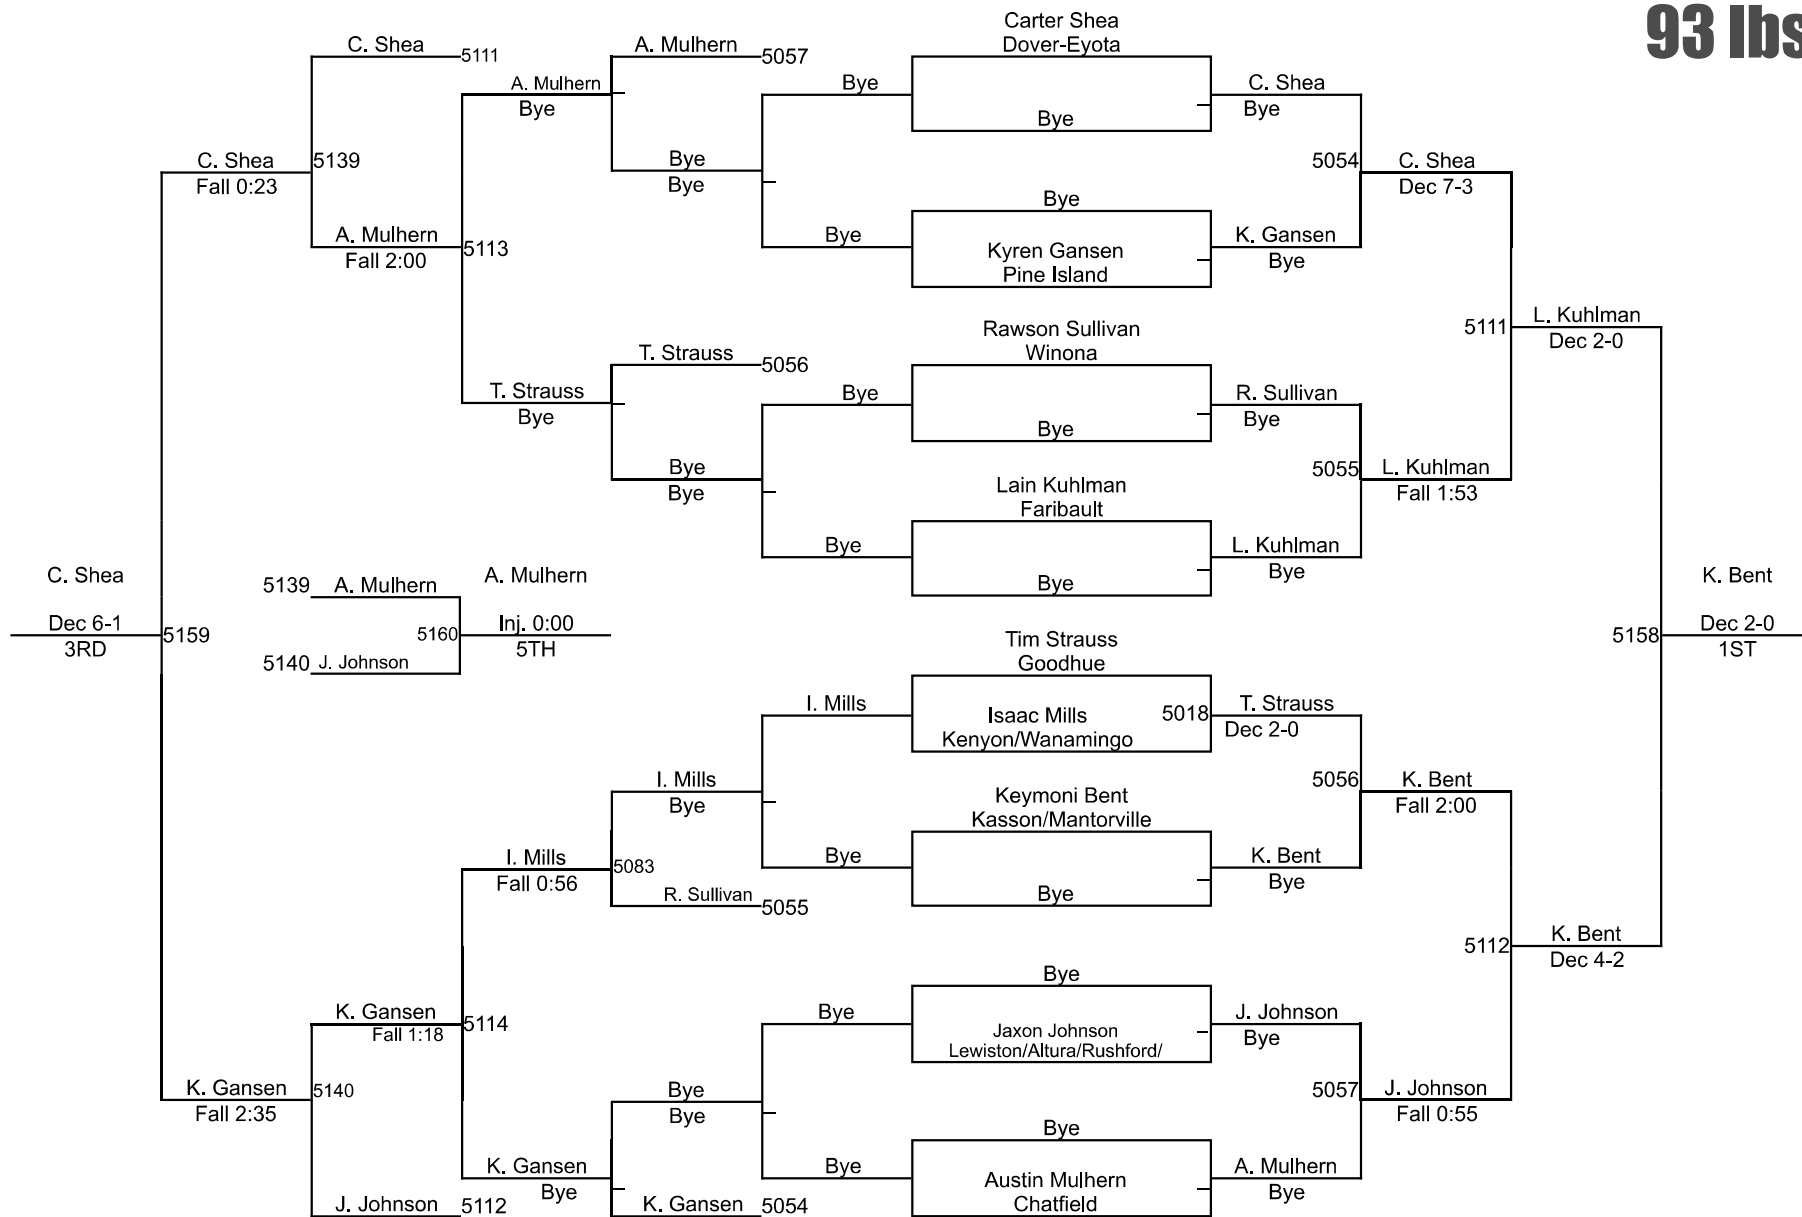 93 lbs
Carter Shea
Dover-Eyota
C. Shea
5111
A. Mulhern
5057
A. Mulhern
Bye
Bye
Bye
C. Shea
Bye
C. Shea
Fall 0:23
5139
Bye
Bye
5054
C. Shea
Dec 7-3
A. Mulhern
Fall 2:00
5113
Bye
Bye
Kyren Gansen
Pine Island
K. Gansen
Bye
Rawson Sullivan
Winona
5111
L. Kuhlman
Dec 2-0
T. Strauss
5056
T. Strauss
Bye
Bye
Bye
R. Sullivan
Bye
Bye
Bye
Lain Kuhlman
Faribault
5055
L. Kuhlman
Fall 1:53
Bye
Bye
L. Kuhlman
Bye
C. Shea
Dec 6-1
3RD
5159
5139
A. Mulhern
5140
J. Johnson
5160
A. Mulhern
Inj. 0:00
5TH
K. Bent
Dec 2-0
1ST
5158
Tim Strauss
Goodhue
I. Mills
Isaac Mills
Kenyon/Wanamingo
5018
T. Strauss
Dec 2-0
I. Mills
Bye
Keymoni Bent
Kasson/Mantorville
5056
K. Bent
Fall 2:00
I. Mills
Fall 0:56
5083
R. Sullivan
5055
Bye
Bye
K. Bent
Bye
5112
K. Bent
Dec 4-2
Bye
K. Gansen
Fall 1:18
5114
Bye
Jaxon Johnson
Lewiston/Altura/Rushford/
J. Johnson
Bye
K. Gansen
Fall 2:35
5140
Bye
Bye
5057
J. Johnson
Fall 0:55
Bye
K. Gansen
Bye
Bye
Austin Mulhern
Chatfield
A. Mulhern
Bye
J. Johnson
5112
K. Gansen
5054